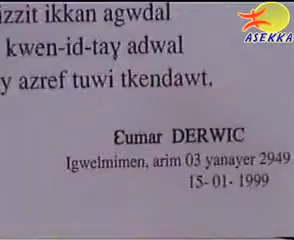 izzit ikkan agwdal
kwen-id-tay adwal
y azref tuwi tkendawt.
Ɛumar DERWIC
Igwelmimen, arim 03 yanayer 2949
15-01-1999
ASEKKA